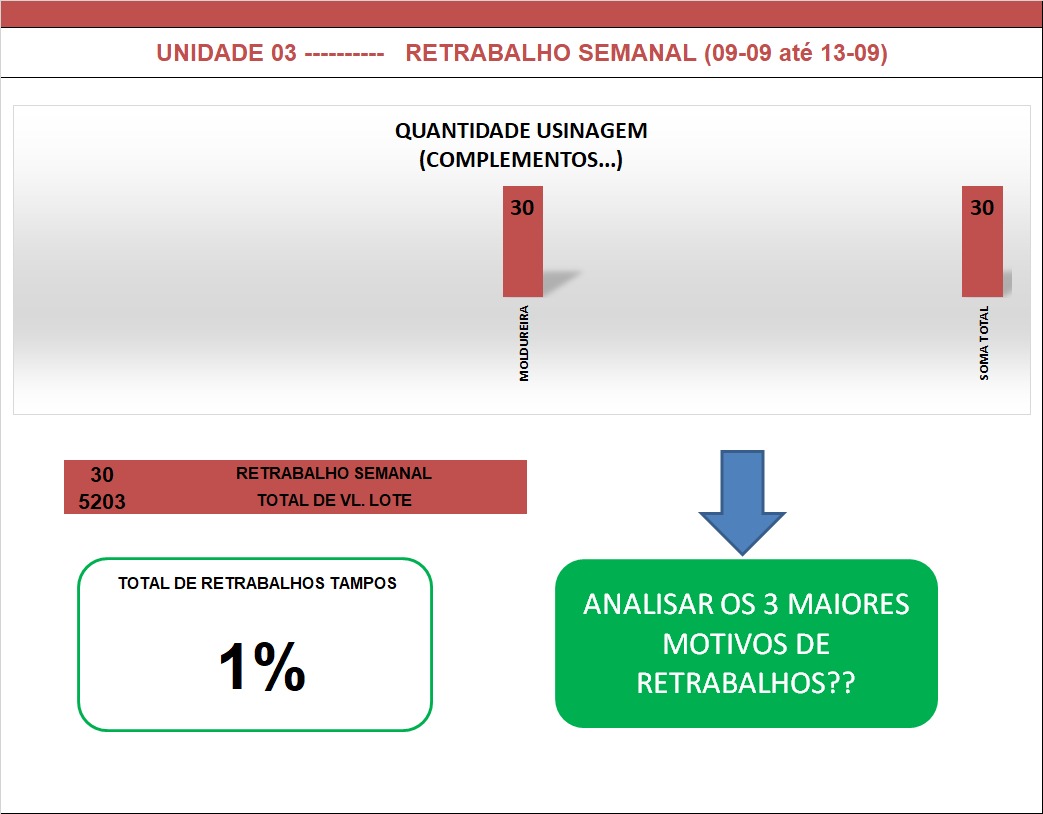 UNIDADE 03 ---------- RETRABALHO SEMANAL (09-09 até 13-09)
QUANTIDADE USINAGEM
(COMPLEMENTOS...)
30
30
MOLDUREIRA
SOMA TOTAL
30 RETRABALHO SEMANAL
5203 TOTAL DE VL. LOTE
TOTAL DE RETRABALHOS TAMPOS
1%
ANALISAR OS 3 MAIORES
MOTIVOS DE
RETRABALHOS??